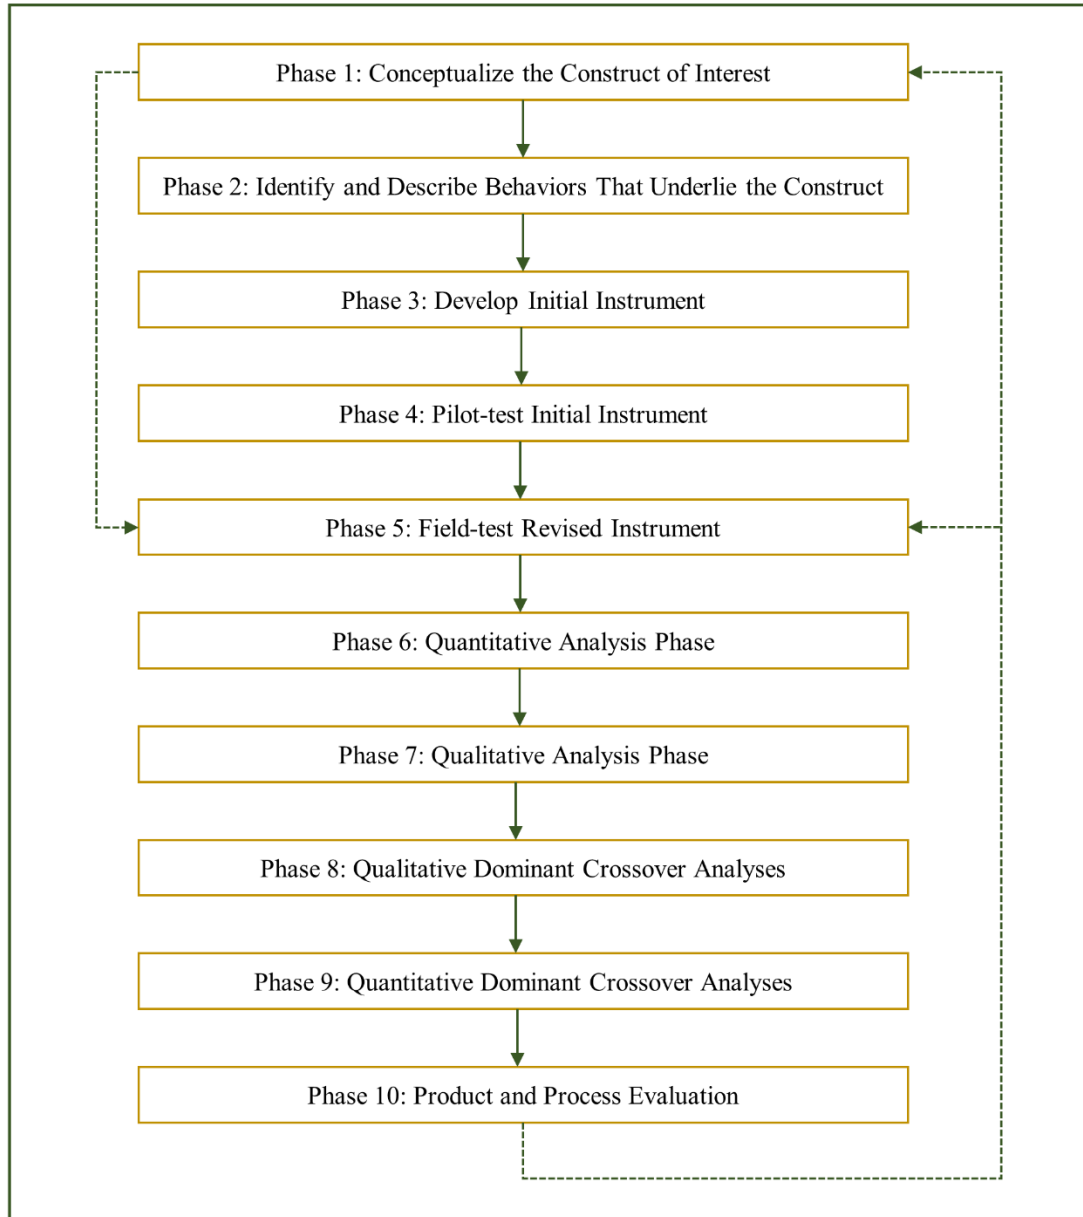 Phase 1: Conceptualize the Construct of Interest
Phase 2: Identify and Describe Behaviors That Underlie the Construct
Phase 3: Develop Initial Instrument
Phase 4: Pilot-test Initial Instrument
Phase 5: Field-test Revised Instrument
Phase 6: Quantitative Analysis Phase
Phase 7: Qualitative Analysis Phase
Phase 8: Qualitative Dominant Crossover Analyses
Phase 9: Quantitative Dominant Crossover Analyses
Phase 10: Product and Process Evaluation